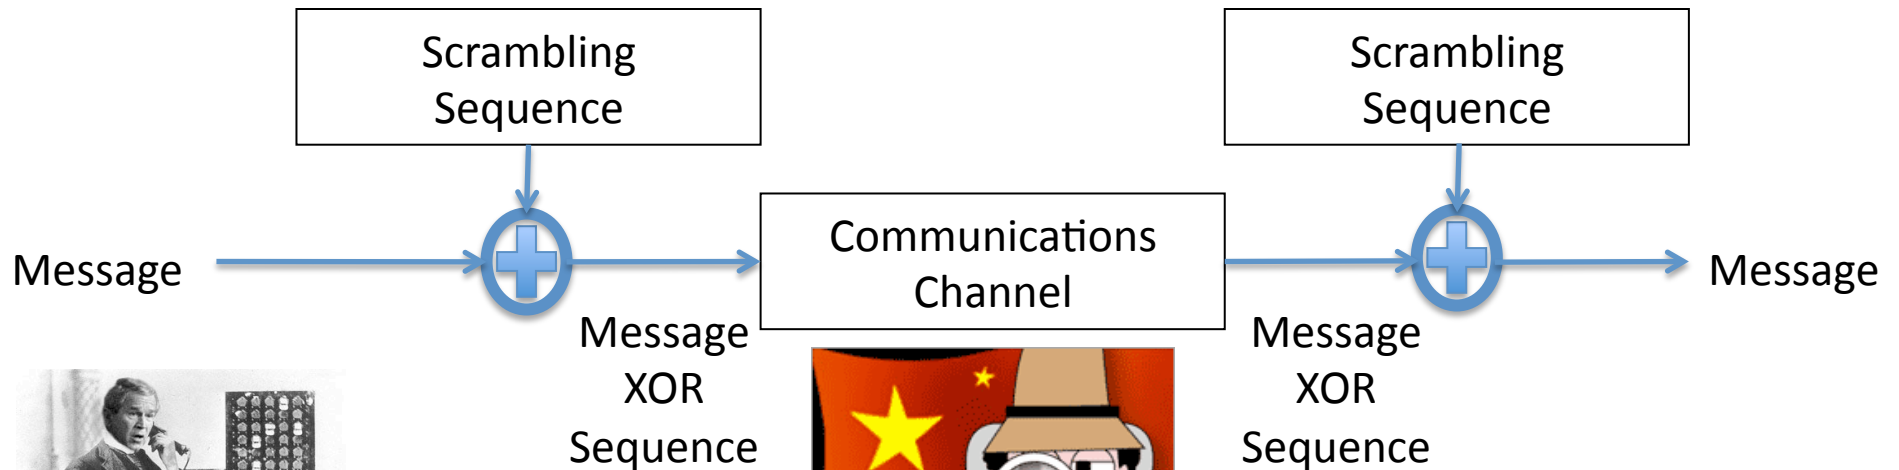 Scrambling
Sequence
Scrambling
Sequence
Message
Communications
Channel
Message
Message
XOR
Sequence
Message
XOR
Sequence